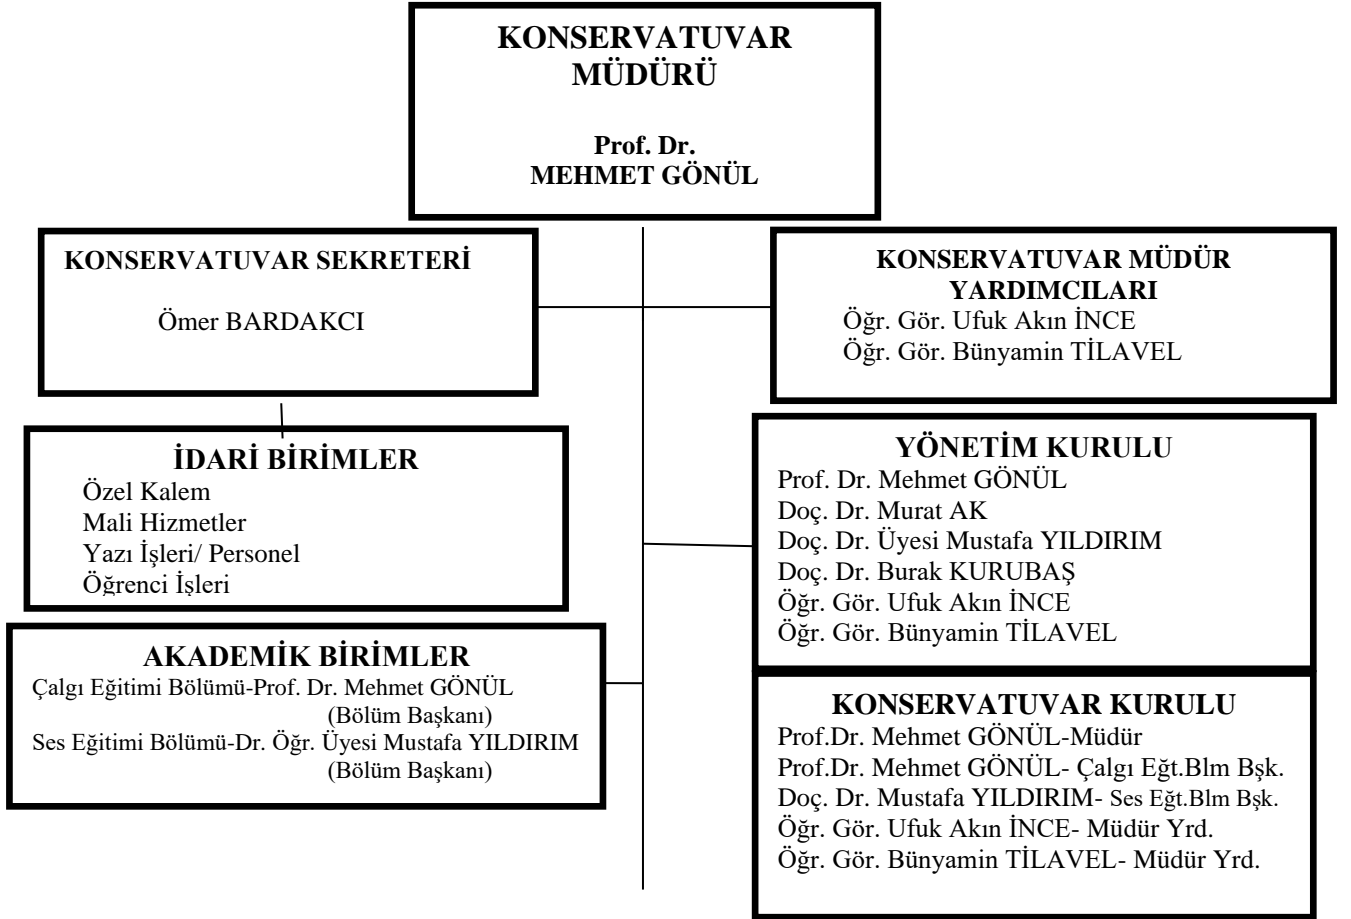 KONSERVATUVAR
MÜDÜRÜ
Prof. Dr.
MEHMET GÖNÜL
KONSERVATUVAR SEKRETERİ
Ömer BARDAKCI
KONSERVATUVAR MÜDÜR
YARDIMCILARI
Öğr. Gör. Ufuk Akın İNCE
Öğr. Gör. Bünyamin TİLAVEL
İDARİ BİRİMLER
Özel Kalem
Mali Hizmetler
Yazı İşleri/ Personel
Öğrenci İşleri
YÖNETİM KURULU
Prof. Dr. Mehmet GÖNÜL
Doç. Dr. Murat AK
Doç. Dr. Üyesi Mustafa YILDIRIM
Doç. Dr. Burak KURUBAŞ
Öğr. Gör. Ufuk Akın İNCE
Öğr. Gör. Bünyamin TİLAVEL
AKADEMİK BİRİMLER
Çalgı Eğitimi Bölümü-Prof. Dr. Mehmet GÖNÜL
(Bölüm Başkanı)
Ses Eğitimi Bölümü-Dr. Öğr. Üyesi Mustafa YILDIRIM
(Bölüm Başkanı)
KONSERVATUVAR KURULU
Prof.Dr. Mehmet GÖNÜL-Müdür
Prof.Dr. Mehmet GÖNÜL- Çalgı Eğt.Blm Bşk.
Doç. Dr. Mustafa YILDIRIM- Ses Eğt.Blm Bşk.
Öğr. Gör. Ufuk Akın İNCE- Müdür Yrd.
Öğr. Gör. Bünyamin TİLAVEL- Müdür Yrd.